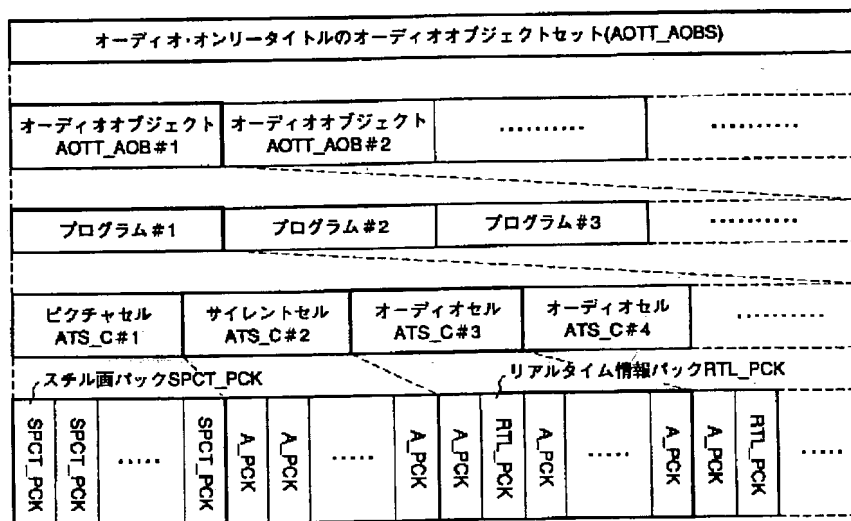 オーディオ・オンリータイトルのオーディオオブジェクトセット(AOTT_AOBS)
オーディオオブジェクト
AOTT_AOB#1
オーディオオブジェクト
AOTT_AOB#2
‥‥‥‥‥
‥‥‥‥‥
プログラム#1
プログラム#2
プログラム#3
‥‥‥‥‥
ピクチャセル
ATS_C#1
サイレントセル
ATS_C#2
オーディオセル
ATS_C#3
オーディオセル
ATS_C#4
‥‥‥‥‥
スチル画パックSPCT_PCK
リアルタイム情報パックRTL_PCK
SPCT_PCK
SPCT_PCK
‥‥‥
SPCT_PCK
A_PCK
A_PCK
‥‥‥
A_PCK
A_PCK
RTL_PCK
A_PCK
‥‥‥
A_PCK
A_PCK
RTL_PCK
‥‥‥